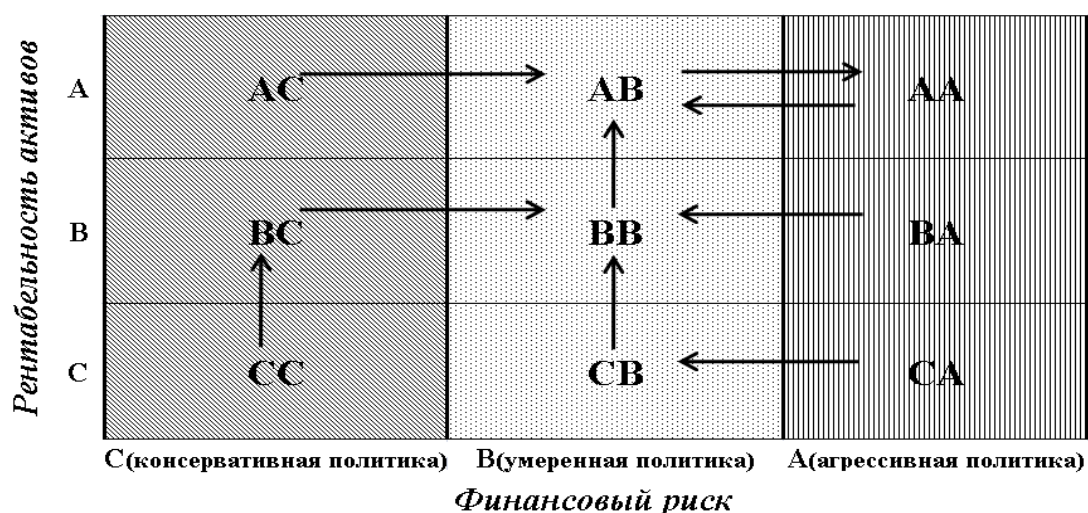 Рентабельность активов
A
AC
AB
AA
B
BC
BB
BA
C
CC
CB
CA
C(консервативная политика)
B(умеренная политика)
A(агрессивная политика)
Финансовый риск